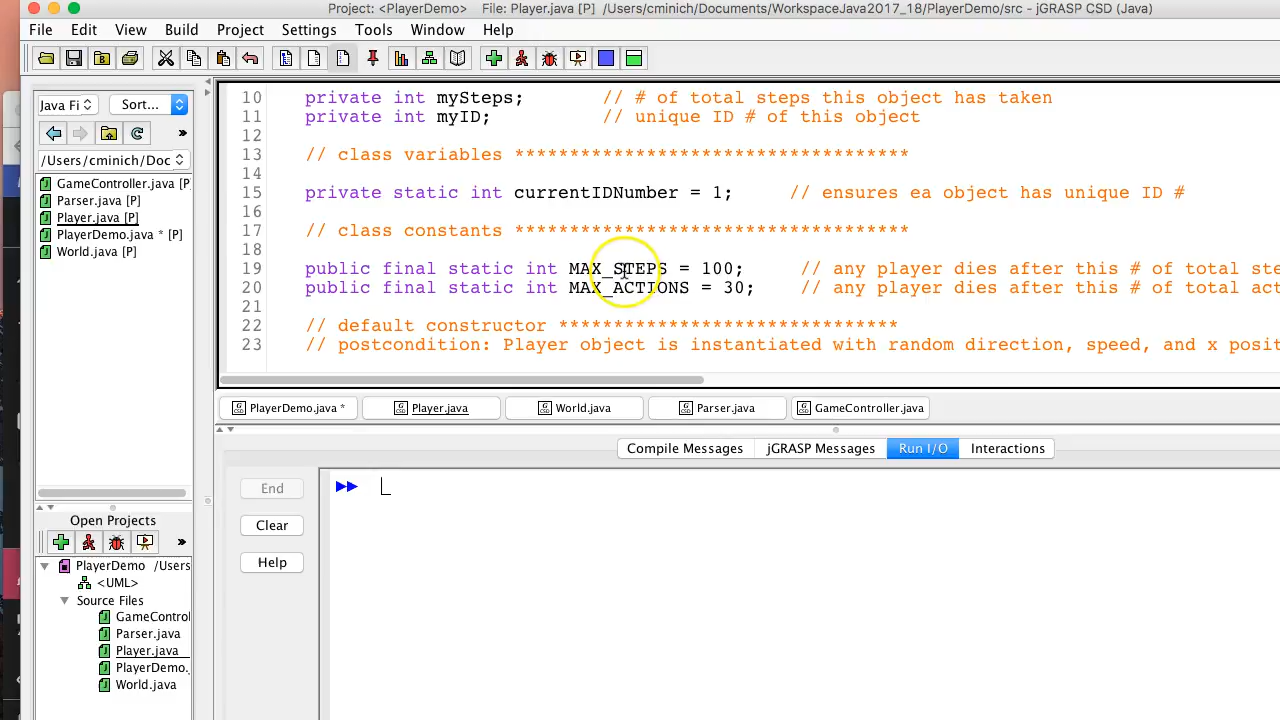 Project: <PlayerDemo>   File: Player.java [P]  /Users/cminich/Documents/WorkspaceJava2017_18/PlayerDemo/src - jGRASP CSD (Java)
File Edit View Build Project Settings Tools Window Help
Java Fi Sort...
/Users/cminich/Doc
GameController.java [P]
Parser.java [P]
Player.java [P]
PlayerDemo.java * [P]
World.java [P]
10 private int mySteps; // # of total steps this object has taken
11 private int myID; // unique ID # of this object
12
13 // class variables ************************************
14
15 private static int currentIDNumber = 1; // ensures ea object has unique ID #
16
17 // class constants ************************************
18
19 public final static int MAX_STEPS = 100; // any player dies after this # of total ste
20 public final static int MAX_ACTIONS = 30; // any player dies after this # of total act
21
22 // default constructor *******************************
23 // postcondition: Player object is instantiated with random direction, speed, and x posit
PlayerDemo.java * Player.java World.java Parser.java GameController.java
Compile Messages jGRASP Messages Run I/O Interactions
End
Clear
Help
Open Projects
PlayerDemo /Users
<UML>
Source Files
GameControl
Parser.java
Player.java
PlayerDemo.
World.java